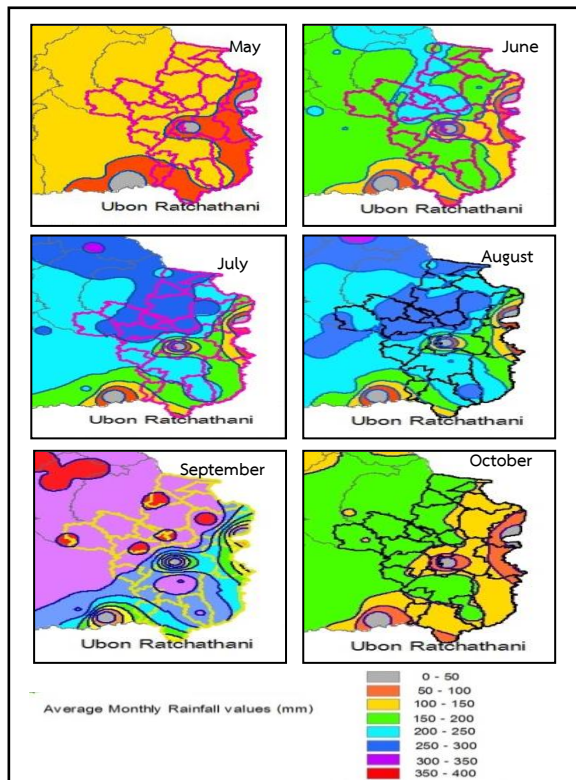 May
June
Ubon Ratchathani
Ubon Ratchathani
July
August
Ubon Ratchathani
Ubon Ratchathani
September
October
Ubon Ratchathani
Ubon Ratchathani
Average Monthly Rainfall values (mm)
0 - 50
50 - 100
100 - 150
150 - 200
200 - 250
250 - 300
300 - 350
350 - 400